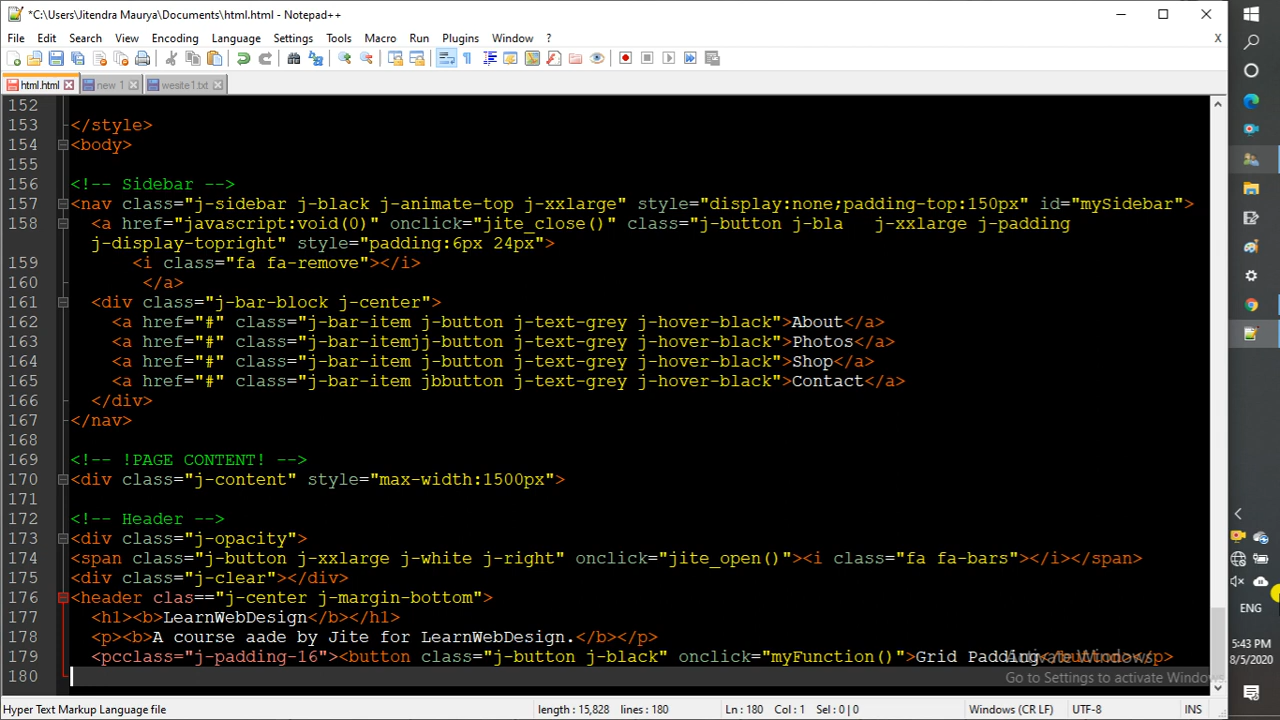 *C:\Users\Jitendra Maurya\Documents\html.html - Notepad++
File Edit Search View Encoding Language Settings Tools Macro Run Plugins Window ? X
html.html new 1 wesite1.txt
152
153 </style>
154 <body>
155
156 <!-- Sidebar -->
157 <nav class="j-sidebar j-black j-animate-top j-xxlarge" style="display:none;padding-top:150px" id="mySidebar">
158 <a href="javascript:void(0)" onclick="jite_close()" class="j-button j-bla j-xxlarge j-padding
j-display-topright" style="padding:6px 24px">
159 <i class="fa fa-remove"></i>
160 </a>
161 <div class="j-bar-block j-center">
162 <a href="#" class="j-bar-item j-button j-text-grey j-hover-black">About</a>
163 <a href="#" class="j-bar-itemjj-button j-text-grey j-hover-black">Photos</a>
164 <a href="#" class="j-bar-item j-button j-text-grey j-hover-black">Shop</a>
165 <a href="#" class="j-bar-item jbbutton j-text-grey j-hover-black">Contact</a>
166 </div>
167 </nav>
168
169 <!-- !PAGE CONTENT! -->
170 <div class="j-content" style="max-width:1500px">
171
172 <!-- Header -->
173 <div class="j-opacity">
174 <span class="j-button j-xxlarge j-white j-right" onclick="jite_open()"><i class="fa fa-bars"></i></span>
175 <div class="j-clear"></div>
176 <header clas=="j-center j-margin-bottom">
177 <h1><b>LearnWebDesign</b></h1>
178 <p><b>A course aade by Jite for LearnWebDesign.</b></p>
179 <pcclass="j-padding-16"><button class="j-button j-black" onclick="myFunction()">Grid Padding</button></p>
180
Activate Windows
Go to Settings to activate Windows.
Hyper Text Markup Language file length : 15,828 lines : 180 Ln : 180 Col : 1 Sel : 0 | 0 Windows (CR LF) UTF-8 INS
ENG
5:43 PM
8/5/2020